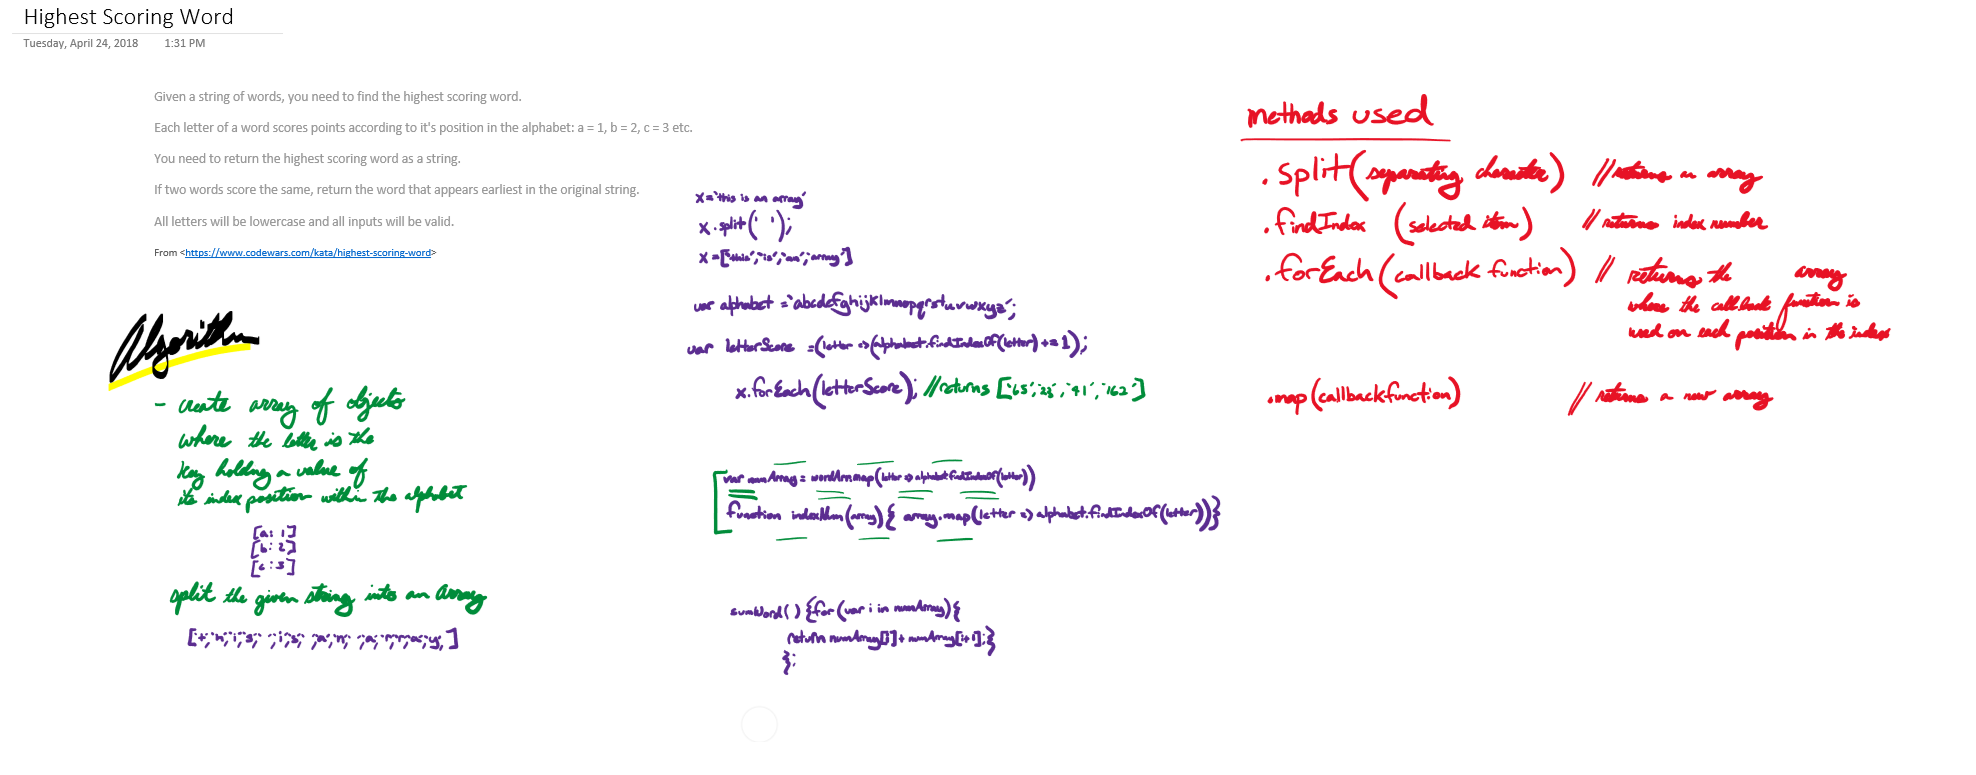 Highest Scoring Word
Tuesday, April 24, 2018 1:31 PM
Given a string of words, you need to find the highest scoring word.
Each letter of a word scores points according to it's position in the alphabet: a = 1, b = 2, c = 3 etc.
You need to return the highest scoring word as a string.
If two words score the same, return the word that appears earliest in the original string.
All letters will be lowercase and all inputs will be valid.
From <https://www.codewars.com/kata/highest-scoring-word>
Algorithm
- create array of objects
where the letter is the
key holding a value of
its index position within the alphabet
[a: 1]
[b: 2]
[c: 3]
split the given string into an array
['t','h','i','s',' ','i','s',' ','a','n',' ','a','r','r','a','y',]
x='this is an array'
x.split(' ');
x=['this','is','an','array']
var alphabet ='abcdefghijklmnopqrstuvwxyz';
var letterScore =(letter =>(alphabet.findIndexOf(letter)+=1);
x.forEach(letterScore); //returns ['65','23','41','162']
var numArray = wordArr.map(letter => alphabet.findIndexOf(letter))
function indexNum(array){ array.map(letter => alphabet.findIndexOf(letter))}
sumWord() {for(var i in numArray){
return numArray[i]+ numArray[i+1];}
};
methods used
.split(separating character) //returns an array
.findIndex (selected item) //returns index number
.forEach(callback function) // returns the array
where the callback function is
used on each position in the index
.map(callbackfunction) // returns a new array